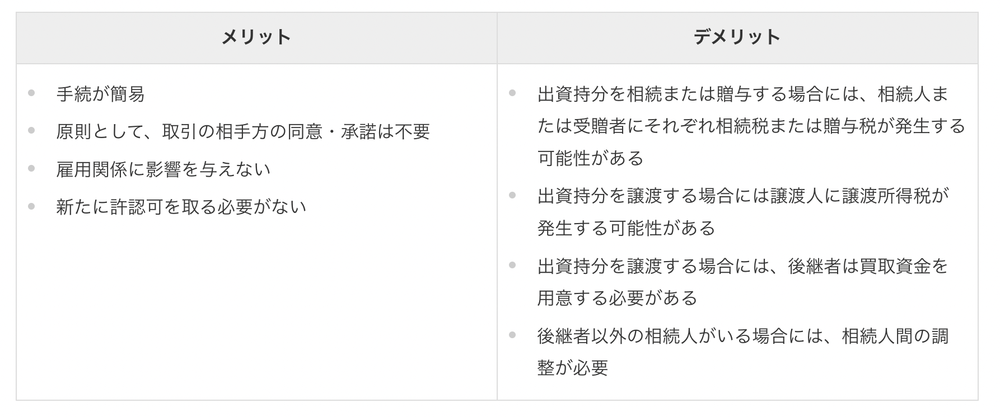 メリット
デメリット
手続が簡易
原則として、取引の相手方の同意・承諾は不要
雇用関係に影響を与えない
新たに許認可を取る必要がない
出資持分を相続または贈与する場合には、相続人ま
たは受贈者にそれぞれ相続税または贈与税が発生する
可能性がある
出資持分を譲渡する場合には譲渡人に譲渡所得税が
発生する可能性がある
出資持分を譲渡する場合には、後継者は買取資金を
用意する必要がある
後継者以外の相続人がいる場合には、相続人間の調
整が必要